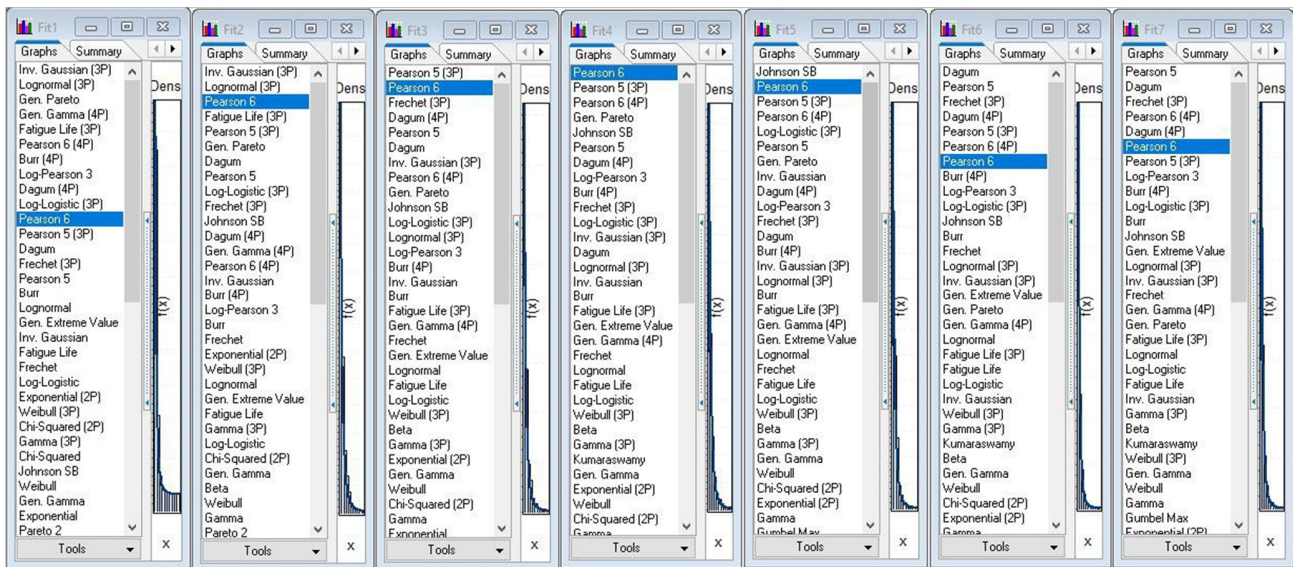 Fit1
Graphs Summary
Inv. Gaussian (3P)
Lognormal (3P)
Gen. Pareto
Gen. Gamma (4P)
Fatigue Life (3P)
Pearson 6 (4P)
Burr (4P)
Log-Pearson 3
Dagum (4P)
Log-Logistic (3P)
Pearson 6
Pearson 5 (3P)
Dagum
Frechet (3P)
Pearson 5
Burr
Lognormal
Gen. Extreme Value
Inv. Gaussian
Fatigue Life
Frechet
Log-Logistic
Exponential (2P)
Weibull (3P)
Chi-Squared (2P)
Gamma (3P)
Chi-Squared
Johnson SB
Weibull
Gen. Gamma
Exponential
Pareto 2
Tools
Dens
f(x)
x
Fit2
Graphs Summary
Inv. Gaussian (3P)
Lognormal (3P)
Pearson 6
Fatigue Life (3P)
Pearson 5 (3P)
Gen. Pareto
Dagum
Pearson 5
Log-Logistic (3P)
Frechet (3P)
Johnson SB
Dagum (4P)
Gen. Gamma (4P)
Pearson 6 (4P)
Inv. Gaussian
Burr (4P)
Log-Pearson 3
Burr
Frechet
Exponential (2P)
Weibull (3P)
Lognormal
Gen. Extreme Value
Fatigue Life
Gamma (3P)
Log-Logistic
Chi-Squared (2P)
Gen. Gamma
Beta
Weibull
Gamma
Pareto 2
Tools
Dens
f(x)
x
Fit3
Graphs Summary
Pearson 5 (3P)
Pearson 6
Frechet (3P)
Dagum (4P)
Pearson 5
Dagum
Inv. Gaussian (3P)
Pearson 6 (4P)
Gen. Pareto
Johnson SB
Log-Logistic (3P)
Lognormal (3P)
Log-Pearson 3
Burr (4P)
Inv. Gaussian
Burr
Fatigue Life (3P)
Gen. Gamma (4P)
Frechet
Gen. Extreme Value
Lognormal
Fatigue Life
Log-Logistic
Weibull (3P)
Beta
Gamma (3P)
Exponential (2P)
Gen. Gamma
Weibull
Chi-Squared (2P)
Gamma
Exponential
Tools
Dens
f(x)
x
Fit4
Graphs Summary
Pearson 6
Pearson 5 (3P)
Pearson 6 (4P)
Gen. Pareto
Johnson SB
Pearson 5
Dagum (4P)
Log-Pearson 3
Burr (4P)
Frechet (3P)
Log-Logistic (3P)
Inv. Gaussian (3P)
Dagum
Lognormal (3P)
Inv. Gaussian
Burr
Fatigue Life (3P)
Gen. Extreme Value
Gen. Gamma (4P)
Frechet
Lognormal
Fatigue Life
Log-Logistic
Weibull (3P)
Beta
Gamma (3P)
Kumaraswamy
Gen. Gamma
Exponential (2P)
Weibull
Chi-Squared (2P)
Gamma
Tools
Dens
f(x)
x
Fit5
Graphs Summary
Johnson SB
Pearson 6
Pearson 5 (3P)
Pearson 6 (4P)
Log-Logistic (3P)
Pearson 5
Gen. Pareto
Inv. Gaussian
Dagum (4P)
Log-Pearson 3
Frechet (3P)
Dagum
Burr (4P)
Inv. Gaussian (3P)
Lognormal (3P)
Burr
Fatigue Life (3P)
Gen. Gamma (4P)
Gen. Extreme Value
Lognormal
Frechet
Fatigue Life
Log-Logistic
Weibull (3P)
Beta
Gamma (3P)
Gen. Gamma
Weibull
Chi-Squared (2P)
Exponential (2P)
Gamma
Gumbel Max
Tools
Dens
f(x)
x
Fit6
Graphs Summary
Dagum
Pearson 5
Frechet (3P)
Dagum (4P)
Pearson 5 (3P)
Pearson 6 (4P)
Pearson 6
Burr (4P)
Log-Pearson 3
Log-Logistic (3P)
Johnson SB
Burr
Frechet
Lognormal (3P)
Inv. Gaussian (3P)
Gen. Extreme Value
Gen. Pareto
Gen. Gamma (4P)
Lognormal
Fatigue Life (3P)
Fatigue Life
Log-Logistic
Inv. Gaussian
Weibull (3P)
Gamma (3P)
Kumaraswamy
Beta
Gen. Gamma
Weibull
Chi-Squared (2P)
Exponential (2P)
Gamma
Tools
Dens
f(x)
x
Fit7
Graphs Summary
Pearson 5
Dagum
Frechet (3P)
Pearson 6 (4P)
Dagum (4P)
Pearson 6
Pearson 5 (3P)
Log-Pearson 3
Burr (4P)
Log-Logistic (3P)
Burr
Johnson SB
Gen. Extreme Value
Lognormal (3P)
Inv. Gaussian (3P)
Frechet
Gen. Gamma (4P)
Gen. Pareto
Fatigue Life (3P)
Lognormal
Fatigue Life
Log-Logistic
Inv. Gaussian
Gamma (3P)
Beta
Kumaraswamy
Weibull (3P)
Gen. Gamma
Weibull
Gamma
Gumbel Max
Exponential (2P)
Tools
Dens
f(x)
x